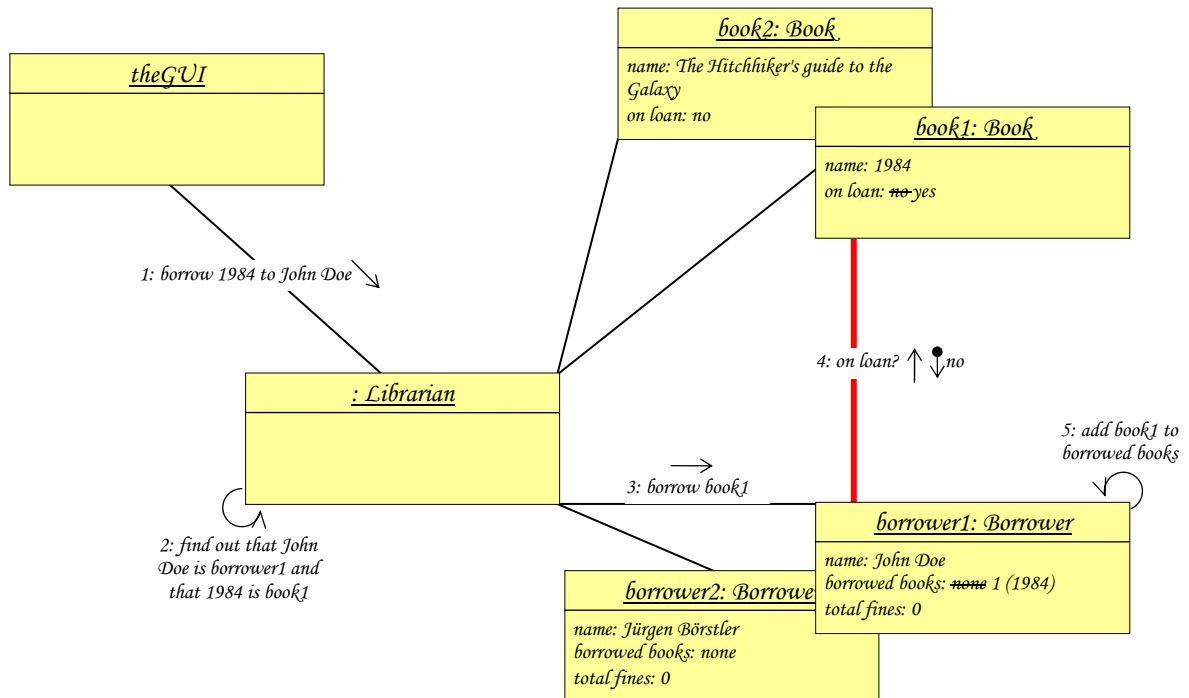 theGUI
book2: Book
name: The Hitchhiker's guide to the
Galaxy
on loan: no
book1: Book
name: 1984
on loan: no yes
1: borrow 1984 to John Doe
4: on loan?
no
: Librarian
5: add book1 to
borrowed books
3: borrow book1
2: find out that John
Doe is borrower1 and
that 1984 is book1
borrower1: Borrower
name: John Doe
borrowed books: none 1 (1984)
total fines: 0
borrower2: Borrowe
name: Jürgen Börstler
borrowed books: none
total fines: 0